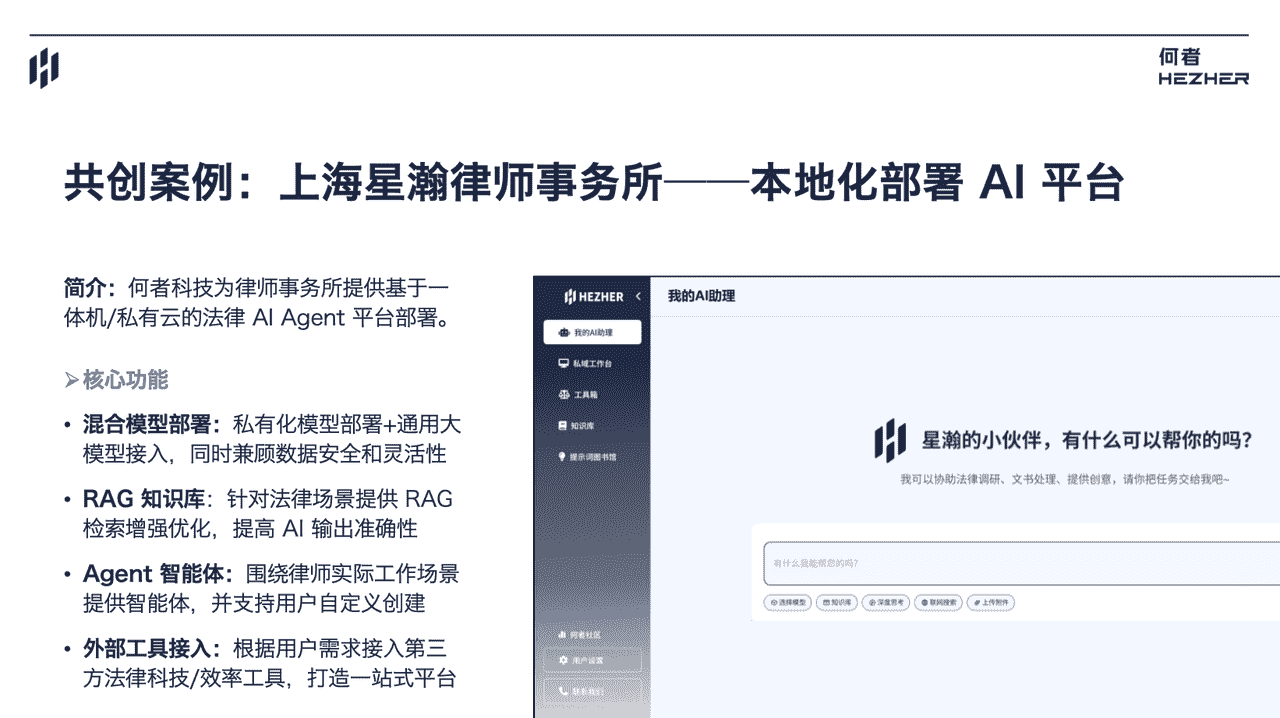 何者
HEZHER
共创案例：上海星瀚律师事务所——本地化部署 AI 平台
简介：何者科技为律师事务所提供基于一
体机/私有云的法律 AI Agent 平台部署。
➢核心功能
• 混合模型部署：私有化模型部署+通用大
模型接入，同时兼顾数据安全和灵活性
• RAG 知识库：针对法律场景提供 RAG
检索增强优化，提高 AI 输出准确性
• Agent 智能体：围绕律师实际工作场景
提供智能体，并支持用户自定义创建
• 外部工具接入：根据用户需求接入第三
方法律科技/效率工具，打造一站式平台
HEZHER
我的AI助理
私域工作台
工具箱
知识库
提示词图书馆
何者社区
用户设置
联系我们
我的AI助理
星瀚的小伙伴，有什么可以帮你的吗？
我可以协助法律调研、文书处理、提供创意，请你把任务交给我吧~
有什么我能帮您的吗？
选择模型 知识库 深度思考 联网搜索 上传附件